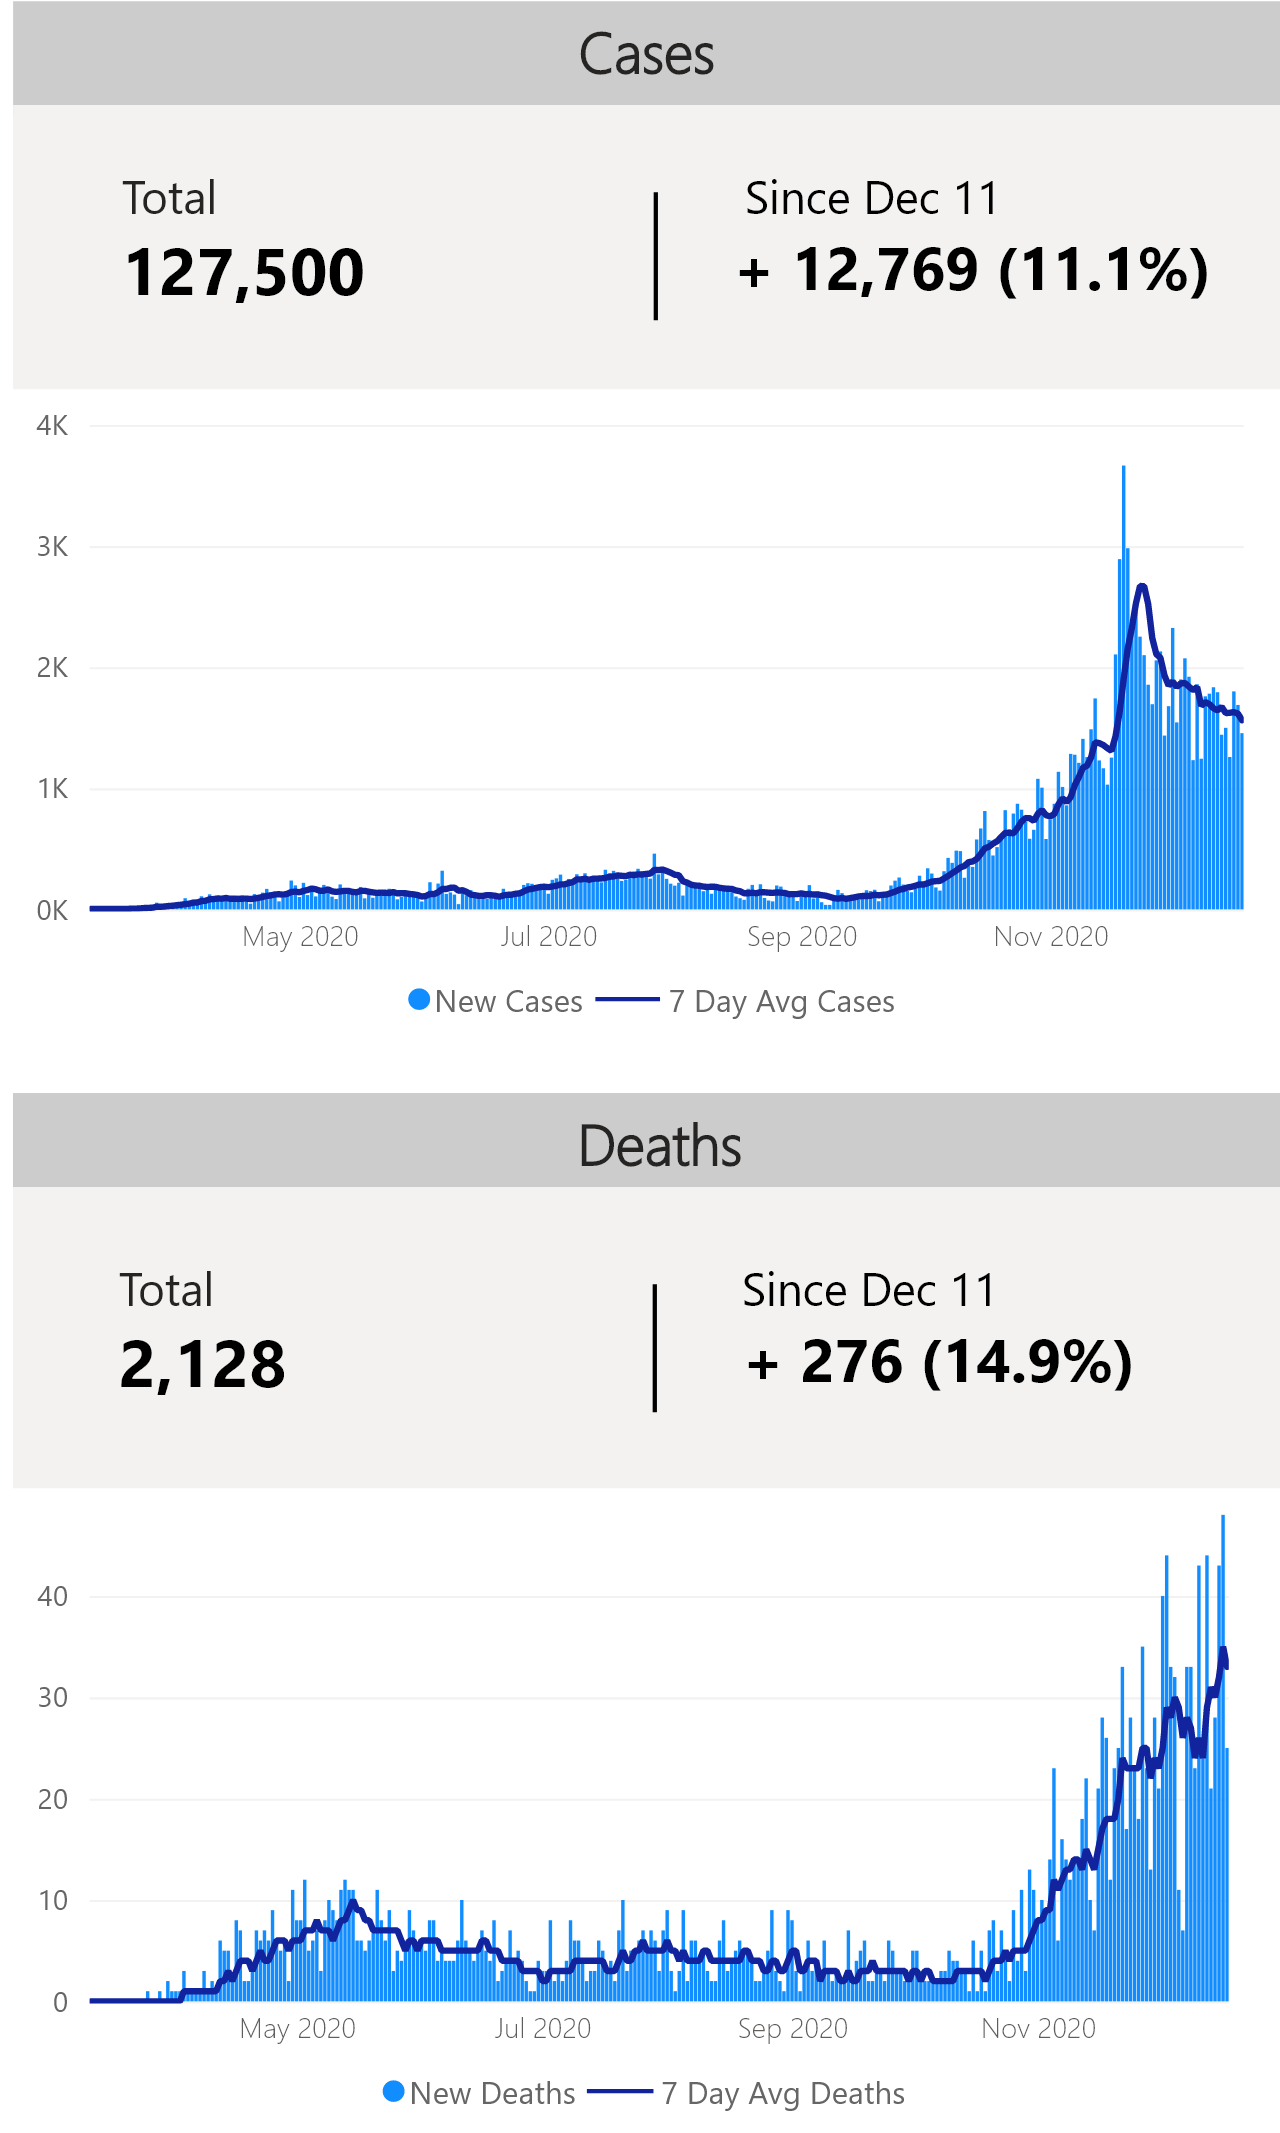 Cases
Total
Since Dec 11
127,500
+ 12,769 (11.1%)
4K
3K
2K
1K
0K
May 2020
Jul 2020
Sep 2020
Nov 2020
New Cases
7 Day Avg Cases
Deaths
Total
Since Dec 11
2,128
+ 276 (14.9%)
40
30
20
10
0
May 2020
Jul 2020
Sep 2020
Nov 2020
New Deaths
7 Day Avg Deaths